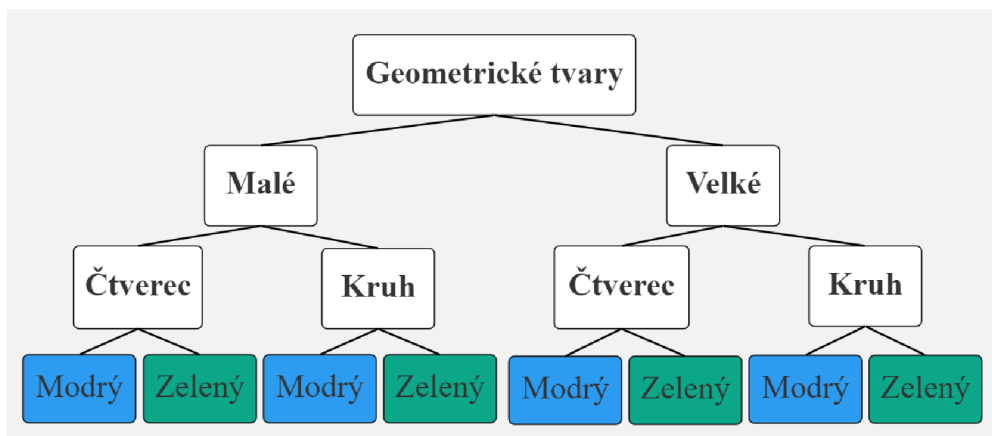 Geometrické tvary
Malé
Velké
Čtverec
Kruh
Čtverec
Kruh
Modrý
Zelený
Modrý
Zelený
Modrý
Zelený
Modrý
Zelený